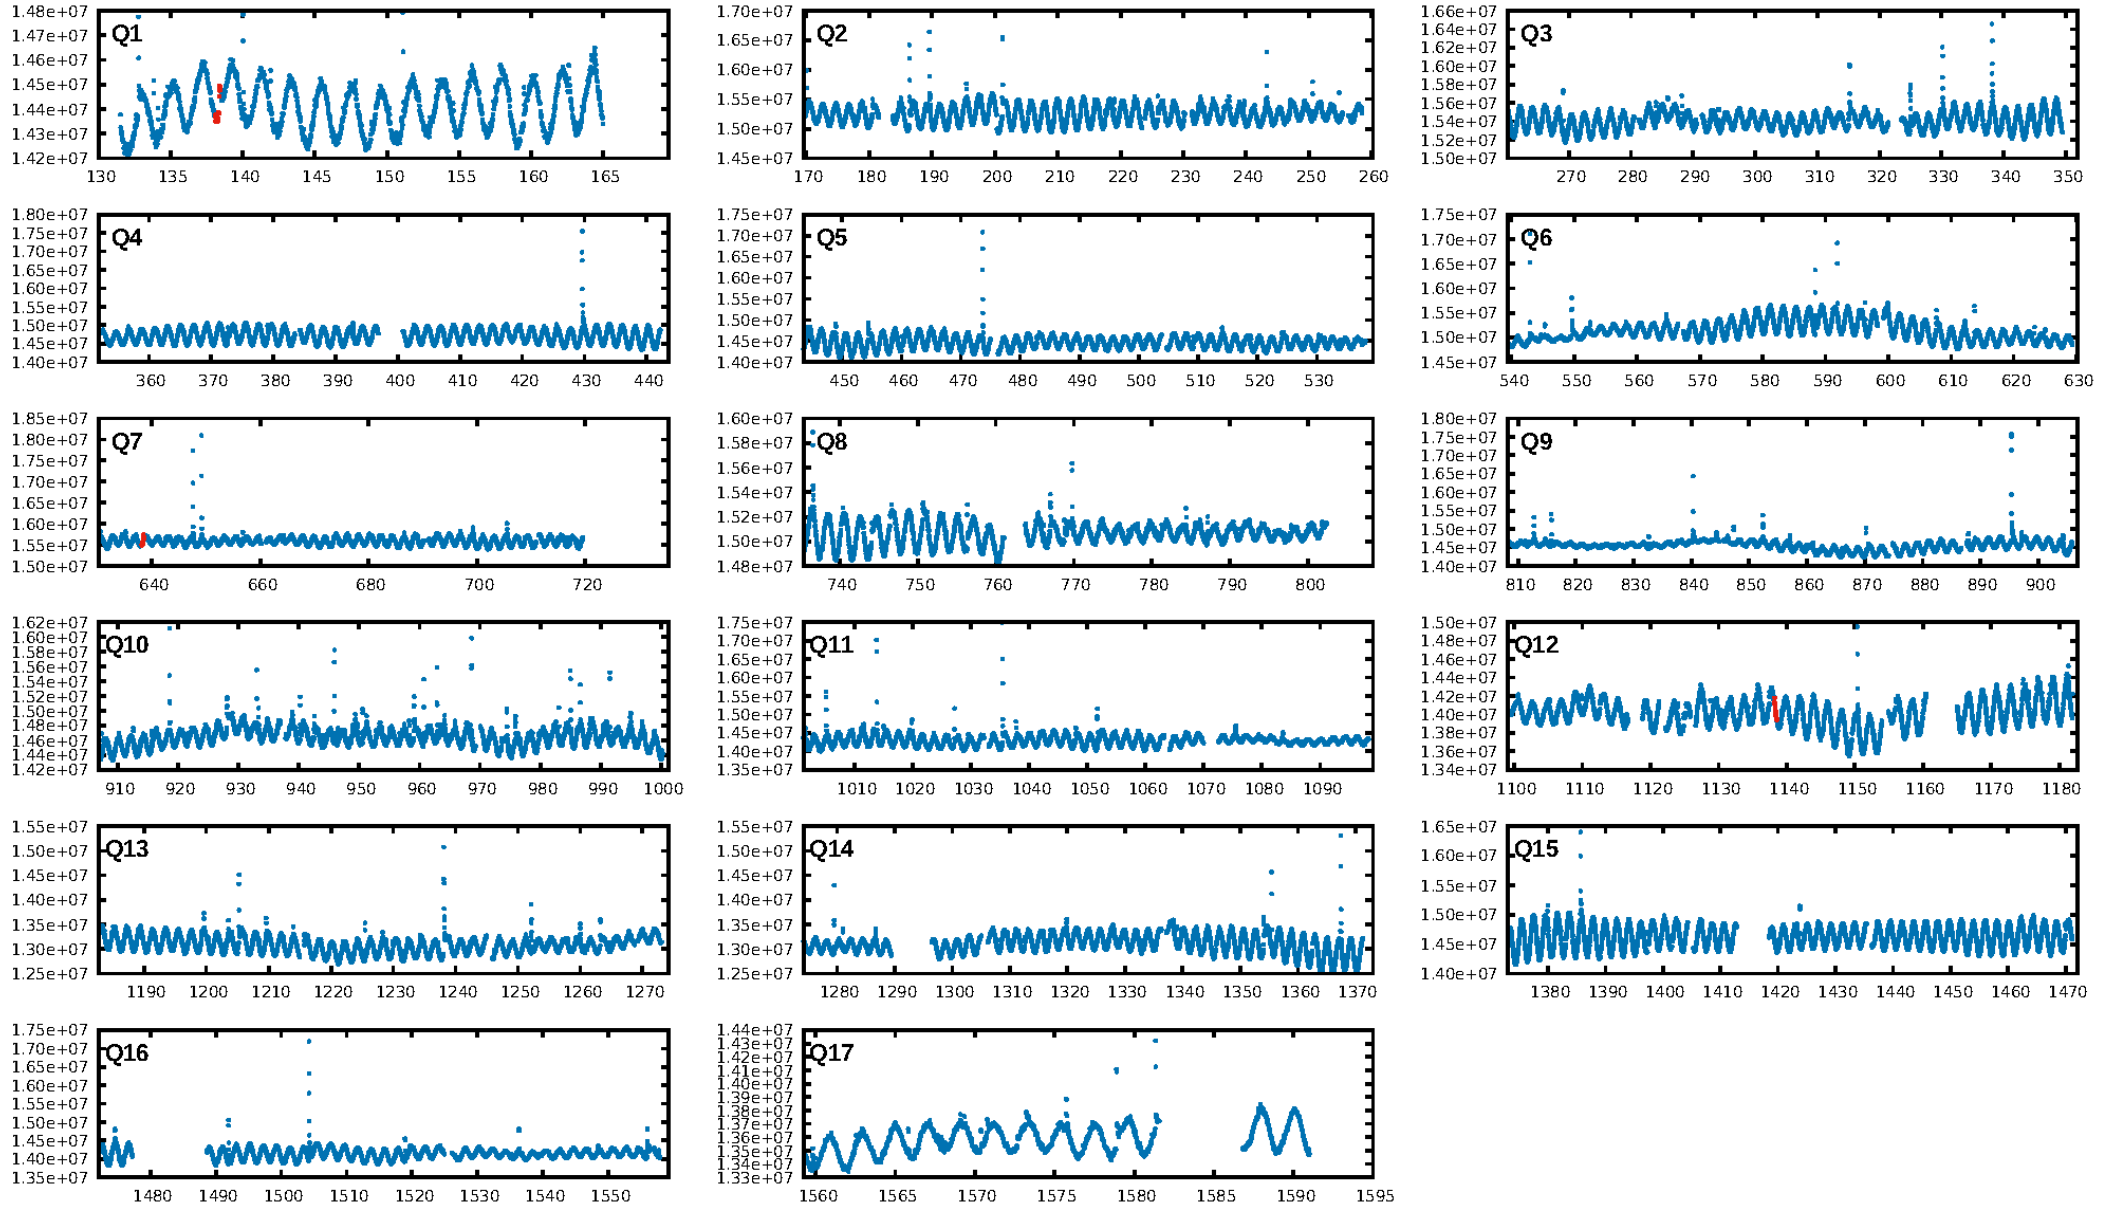 1.48e+07 1.47e+07 1.46e+07 1.45e+07 1.44e+07 1.43e+07 1.42e+07
Q1
130 135 140 145 150 155 160 165
1.70e+07 1.65e+07 1.60e+07 1.55e+07 1.50e+07 1.45e+07
Q2
170 180 190 200 210 220 230 240 250 260
1.66e+07 1.64e+07 1.62e+07 1.60e+07 1.58e+07 1.56e+07 1.54e+07 1.52e+07 1.50e+07
Q3
270 280 290 300 310 320 330 340 350
1.80e+07 1.75e+07 1.70e+07 1.65e+07 1.60e+07 1.55e+07 1.50e+07 1.45e+07 1.40e+07
Q4
360 370 380 390 400 410 420 430 440
1.75e+07 1.70e+07 1.65e+07 1.60e+07 1.55e+07 1.50e+07 1.45e+07 1.40e+07
Q5
450 460 470 480 490 500 510 520 530
1.75e+07 1.70e+07 1.65e+07 1.60e+07 1.55e+07 1.50e+07 1.45e+07
Q6
540 550 560 570 580 590 600 610 620 630
1.85e+07 1.80e+07 1.75e+07 1.70e+07 1.65e+07 1.60e+07 1.55e+07 1.50e+07
Q7
640 660 680 700 720
1.60e+07 1.58e+07 1.56e+07 1.54e+07 1.52e+07 1.50e+07 1.48e+07
Q8
740 750 760 770 780 790 800
1.80e+07 1.75e+07 1.70e+07 1.65e+07 1.60e+07 1.55e+07 1.50e+07 1.45e+07 1.40e+07
Q9
810 820 830 840 850 860 870 880 890 900
1.62e+07 1.60e+07 1.58e+07 1.56e+07 1.54e+07 1.52e+07 1.50e+07 1.48e+07 1.46e+07 1.44e+07 1.42e+07
Q10
910 920 930 940 950 960 970 980 990 1000
1.75e+07 1.70e+07 1.65e+07 1.60e+07 1.55e+07 1.50e+07 1.45e+07 1.40e+07 1.35e+07
Q11
1010 1020 1030 1040 1050 1060 1070 1080 1090
1.50e+07 1.48e+07 1.46e+07 1.44e+07 1.42e+07 1.40e+07 1.38e+07 1.36e+07 1.34e+07
Q12
1100 1110 1120 1130 1140 1150 1160 1170 1180
1.55e+07 1.50e+07 1.45e+07 1.40e+07 1.35e+07 1.30e+07 1.25e+07
Q13
1190 1200 1210 1220 1230 1240 1250 1260 1270
1.55e+07 1.50e+07 1.45e+07 1.40e+07 1.35e+07 1.30e+07 1.25e+07
Q14
1280 1290 1300 1310 1320 1330 1340 1350 1360 1370
1.65e+07 1.60e+07 1.55e+07 1.50e+07 1.45e+07 1.40e+07
Q15
1380 1390 1400 1410 1420 1430 1440 1450 1460 1470
1.75e+07 1.70e+07 1.65e+07 1.60e+07 1.55e+07 1.50e+07 1.45e+07 1.40e+07 1.35e+07
Q16
1480 1490 1500 1510 1520 1530 1540 1550
1.44e+07 1.43e+07 1.42e+07 1.41e+07 1.40e+07 1.39e+07 1.38e+07 1.37e+07 1.36e+07 1.35e+07 1.34e+07 1.33e+07
Q17
1560 1565 1570 1575 1580 1585 1590 1595